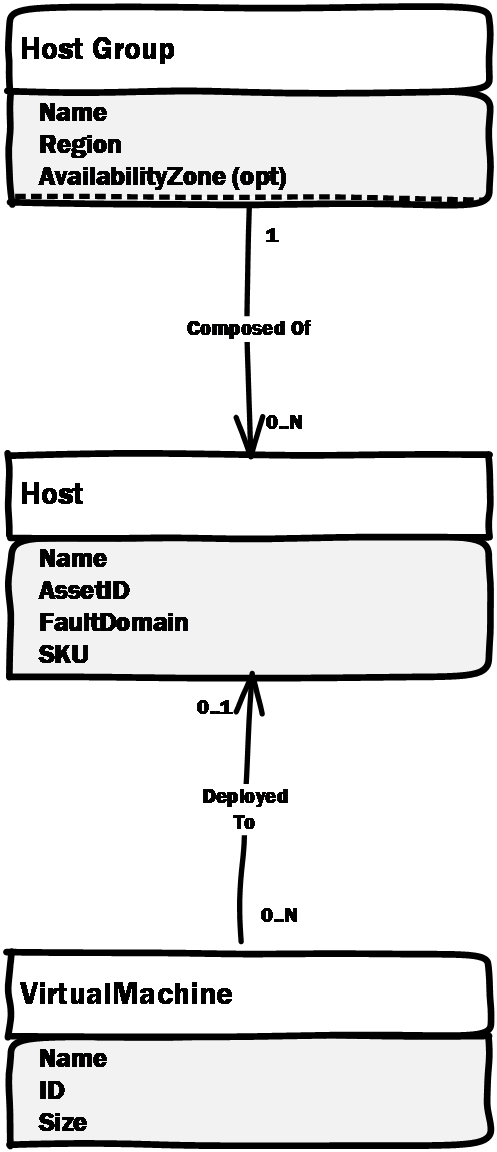 Host Group
Name
Region
AvailabilityZone (opt)
1
Composed Of
0..N
Host
Name
AssetID
FaultDomain
SKU
0..1
Deployed
To
0..N
VirtualMachine
Name
ID
Size